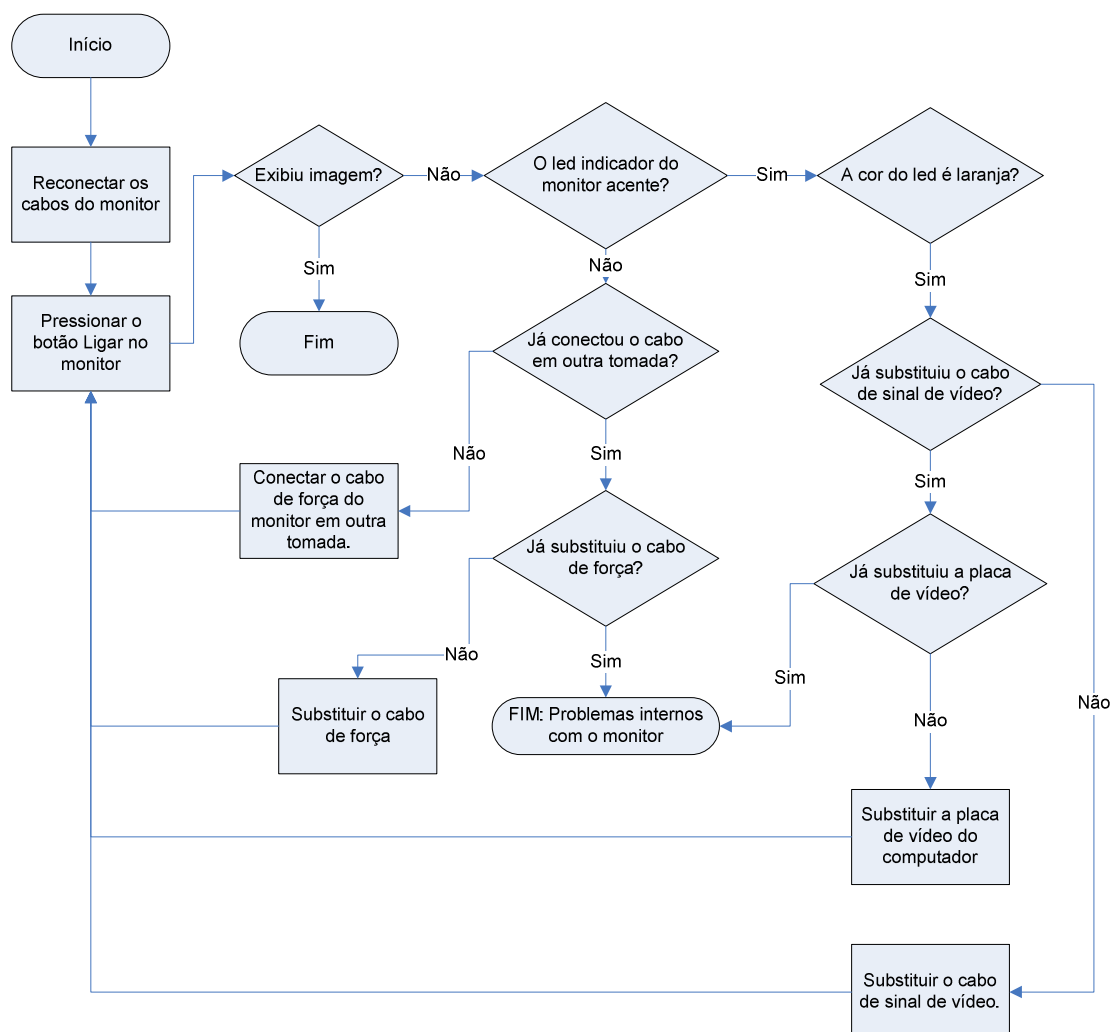 Início
Reconectar os
cabos do monitor
Pressionar o
botão Ligar no
monitor
Exibiu imagem?
Não
Sim
Fim
O led indicador do
monitor acente?
Sim
Não
A cor do led é laranja?
Sim
Já conectou o cabo
em outra tomada?
Não
Sim
Conectar o cabo
de força do
monitor em outra
tomada.
Já substituiu o cabo
de força?
Não
Sim
Substituir o cabo
de força
FIM: Problemas internos
com o monitor
Já substituiu o cabo
de sinal de vídeo?
Sim
Não
Já substituiu a placa
de vídeo?
Sim
Não
Substituir a placa
de vídeo do
computador
Substituir o cabo
de sinal de vídeo.